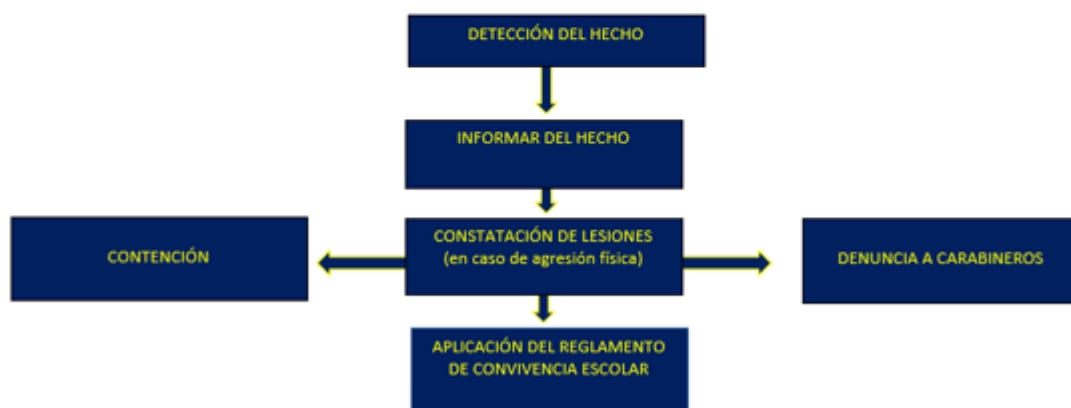 DETECCIÓN DEL HECHO
INFORMAR DEL HECHO
CONTENCIÓN
CONSTATACIÓN DE LESIONES
(en caso de agresión física)
DENUNCIA A CARABINEROS
APLICACIÓN DEL REGLAMENTO
DE CONVIVENCIA ESCOLAR